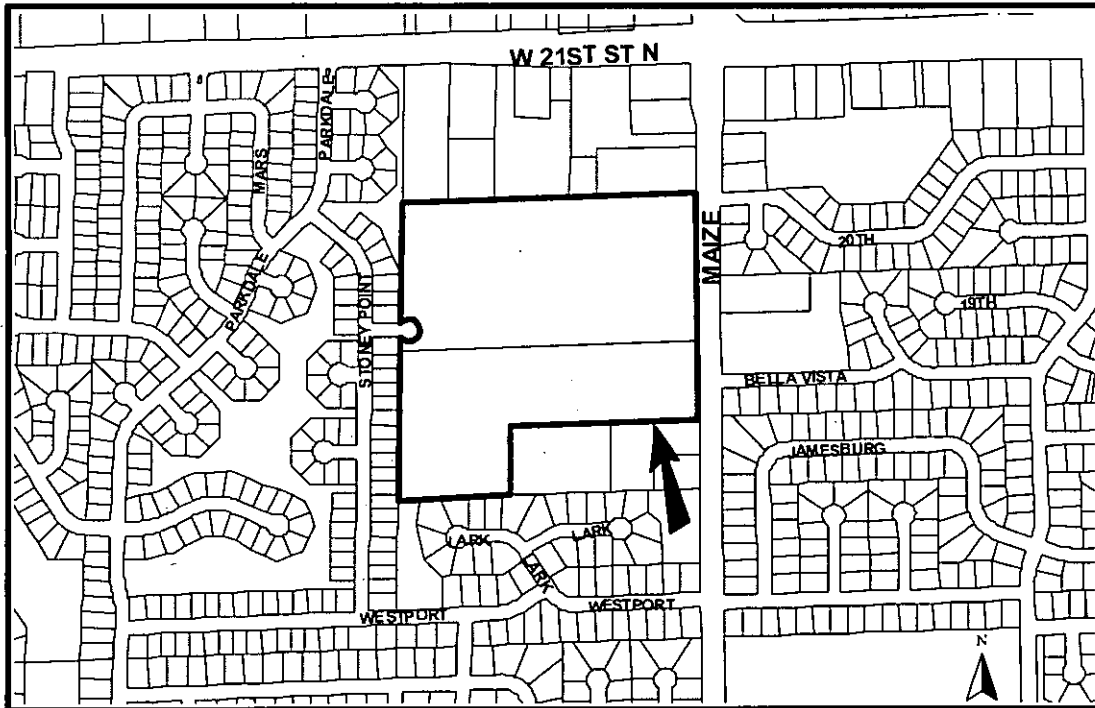 W 21ST ST N
PARKDALE
MARS
MAIZE
20TH
PARKDALE
STONEY POINT
19TH
BELLA VISTA
JAMESBURG
LARK
LARK
LARK
WESTPORT
WESTPORT
N